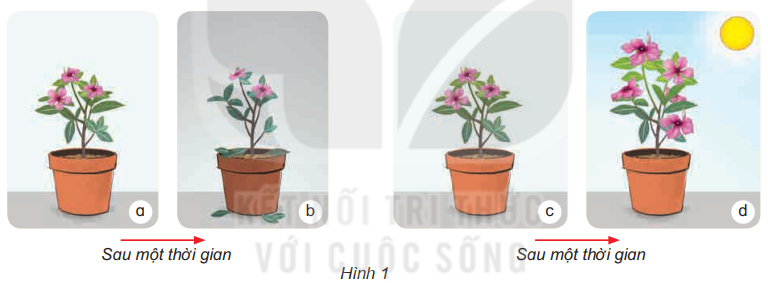 a
b
c
d
KẾT NỐI TRI THỨC
VỚI CUỘC SỐNG
Sau một thời gian
Sau một thời gian
Hình 1